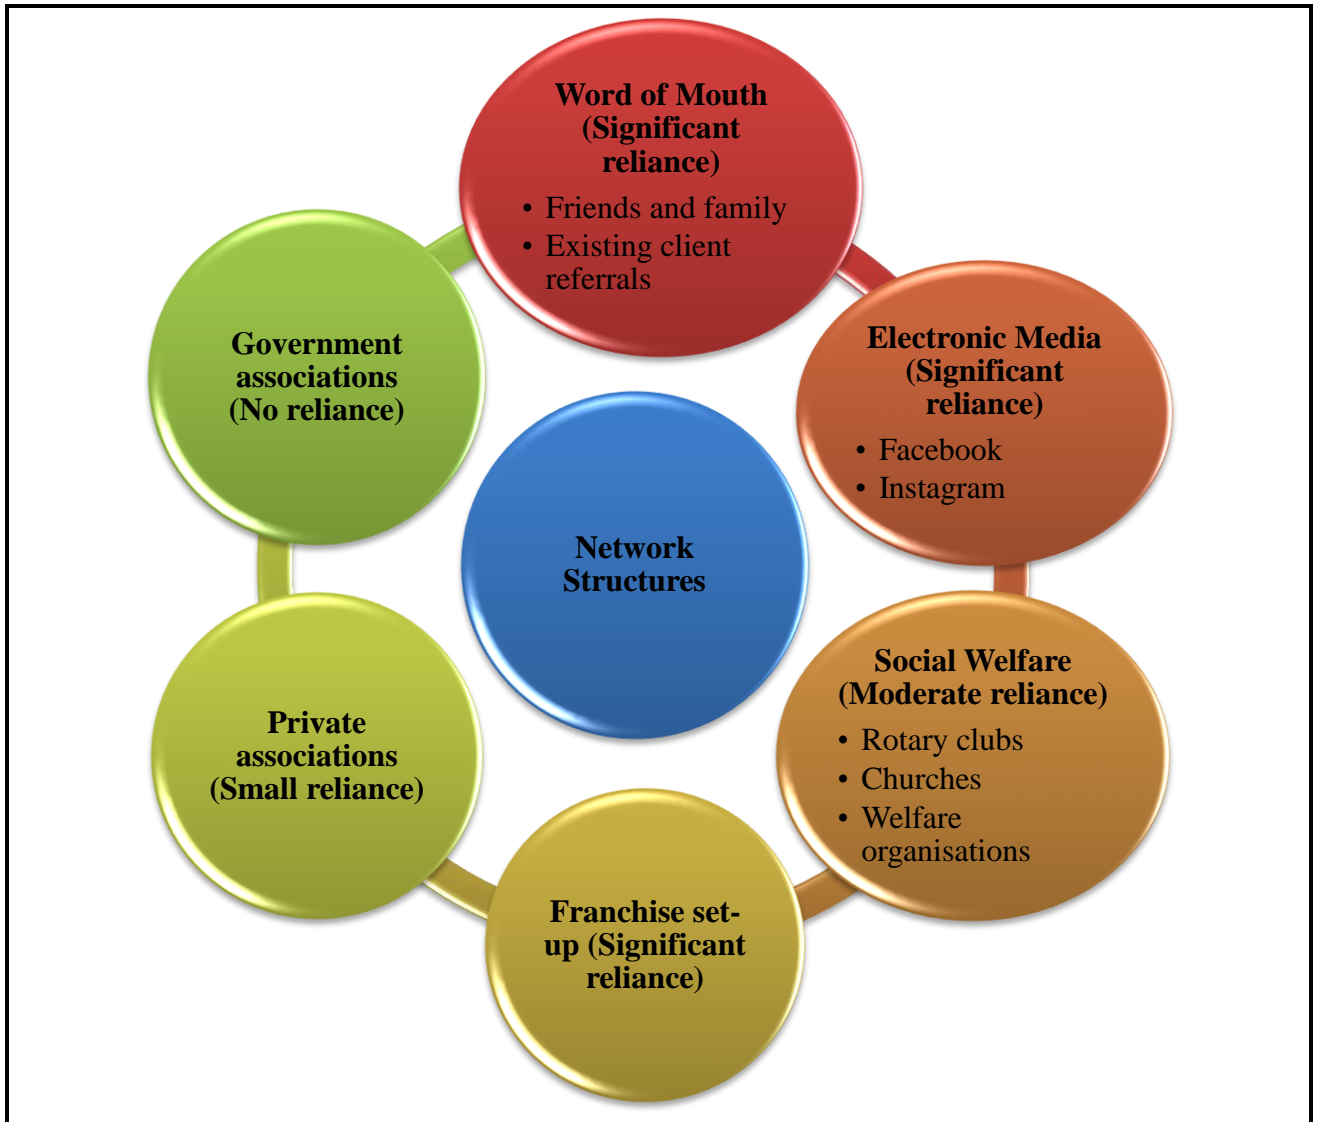 Word of Mouth
(Significant
reliance)
• Friends and family
• Existing client
referrals
Electronic Media
(Significant
reliance)
• Facebook
• Instagram
Social Welfare
(Moderate reliance)
• Rotary clubs
• Churches
• Welfare
organisations
Franchise set-
up (Significant
reliance)
Private
associations
(Small reliance)
Government
associations
(No reliance)
Network
Structures